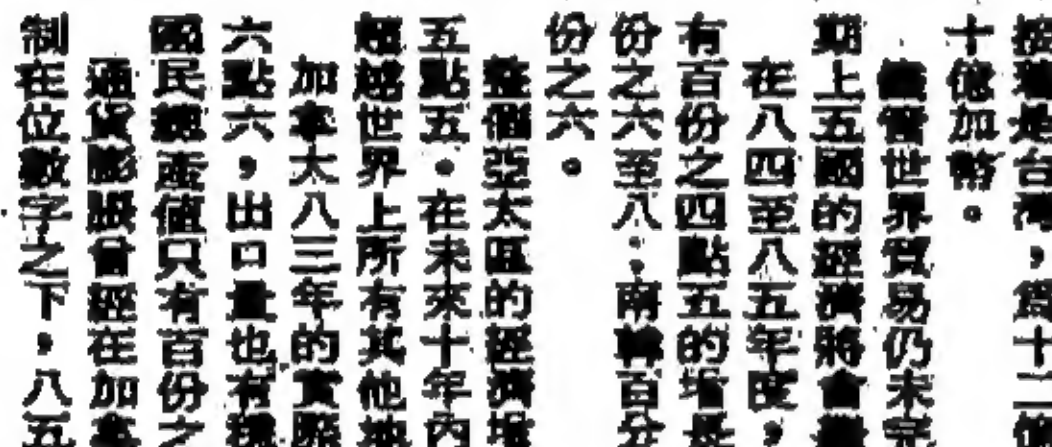 接着是台灣，爲十二億
十億加幣。
儘管世界貿易仍未完
期上五國的經濟將會繼
在八四至八五年度，
有百份之四點五的增長
份之六至八；南韓百分
份之六。
整個亞太區的經濟增
五點五。在未來十年內
超越世界上所有其他地
加拿大八三年的實際
六點六，出口量也有
國民總產值只有百份之
通貨膨脹曾經在加拿
制在位數字之下，八五